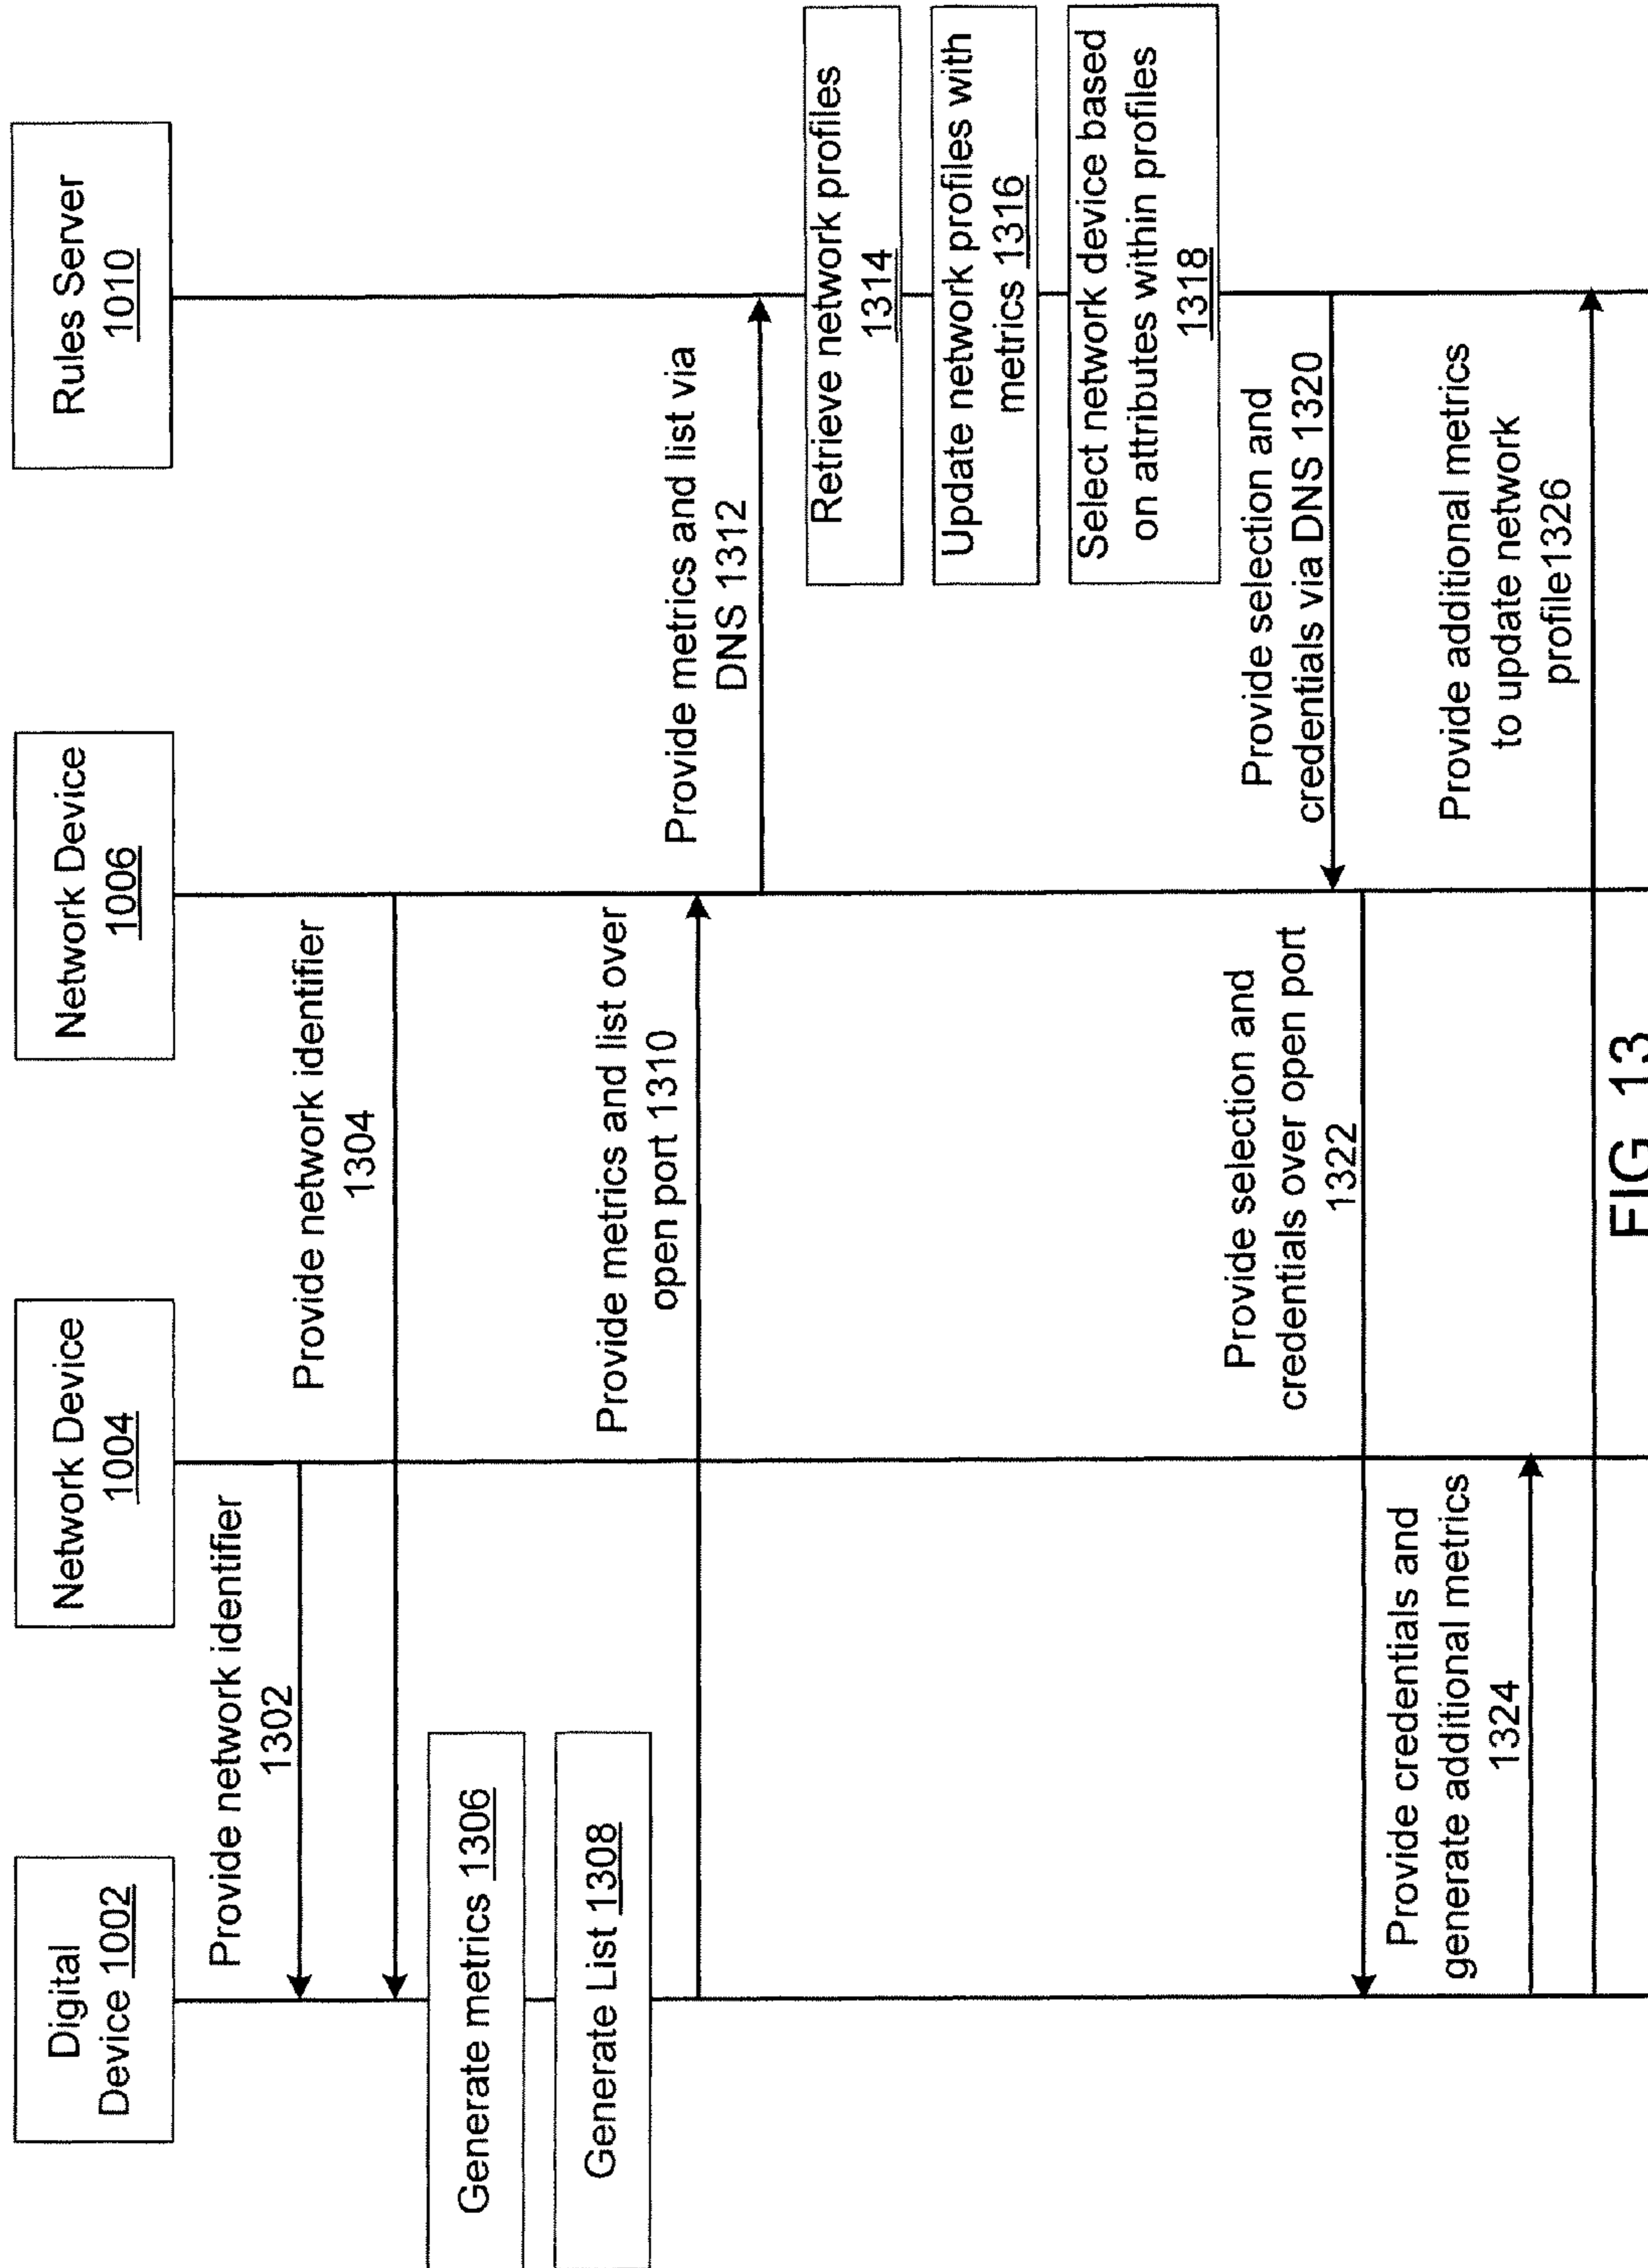 Digital
Device 1002
Network Device
1004
Network Device
1006
Rules Server
1010
Provide network identifier
1302
Provide network identifier
1304
Generate metrics 1306
Generate List 1308
Provide metrics and list over
open port 1310
Provide metrics and list via
DNS 1312
Retrieve network profiles
1314
Update network profiles with
metrics 1316
Select network device based
on attributes within profiles
1318
Provide selection and
credentials via DNS 1320
Provide selection and
credentials over open port
1322
Provide credentials and
generate additional metrics
1324
Provide additional metrics
to update network
profile1326
FIG. 13